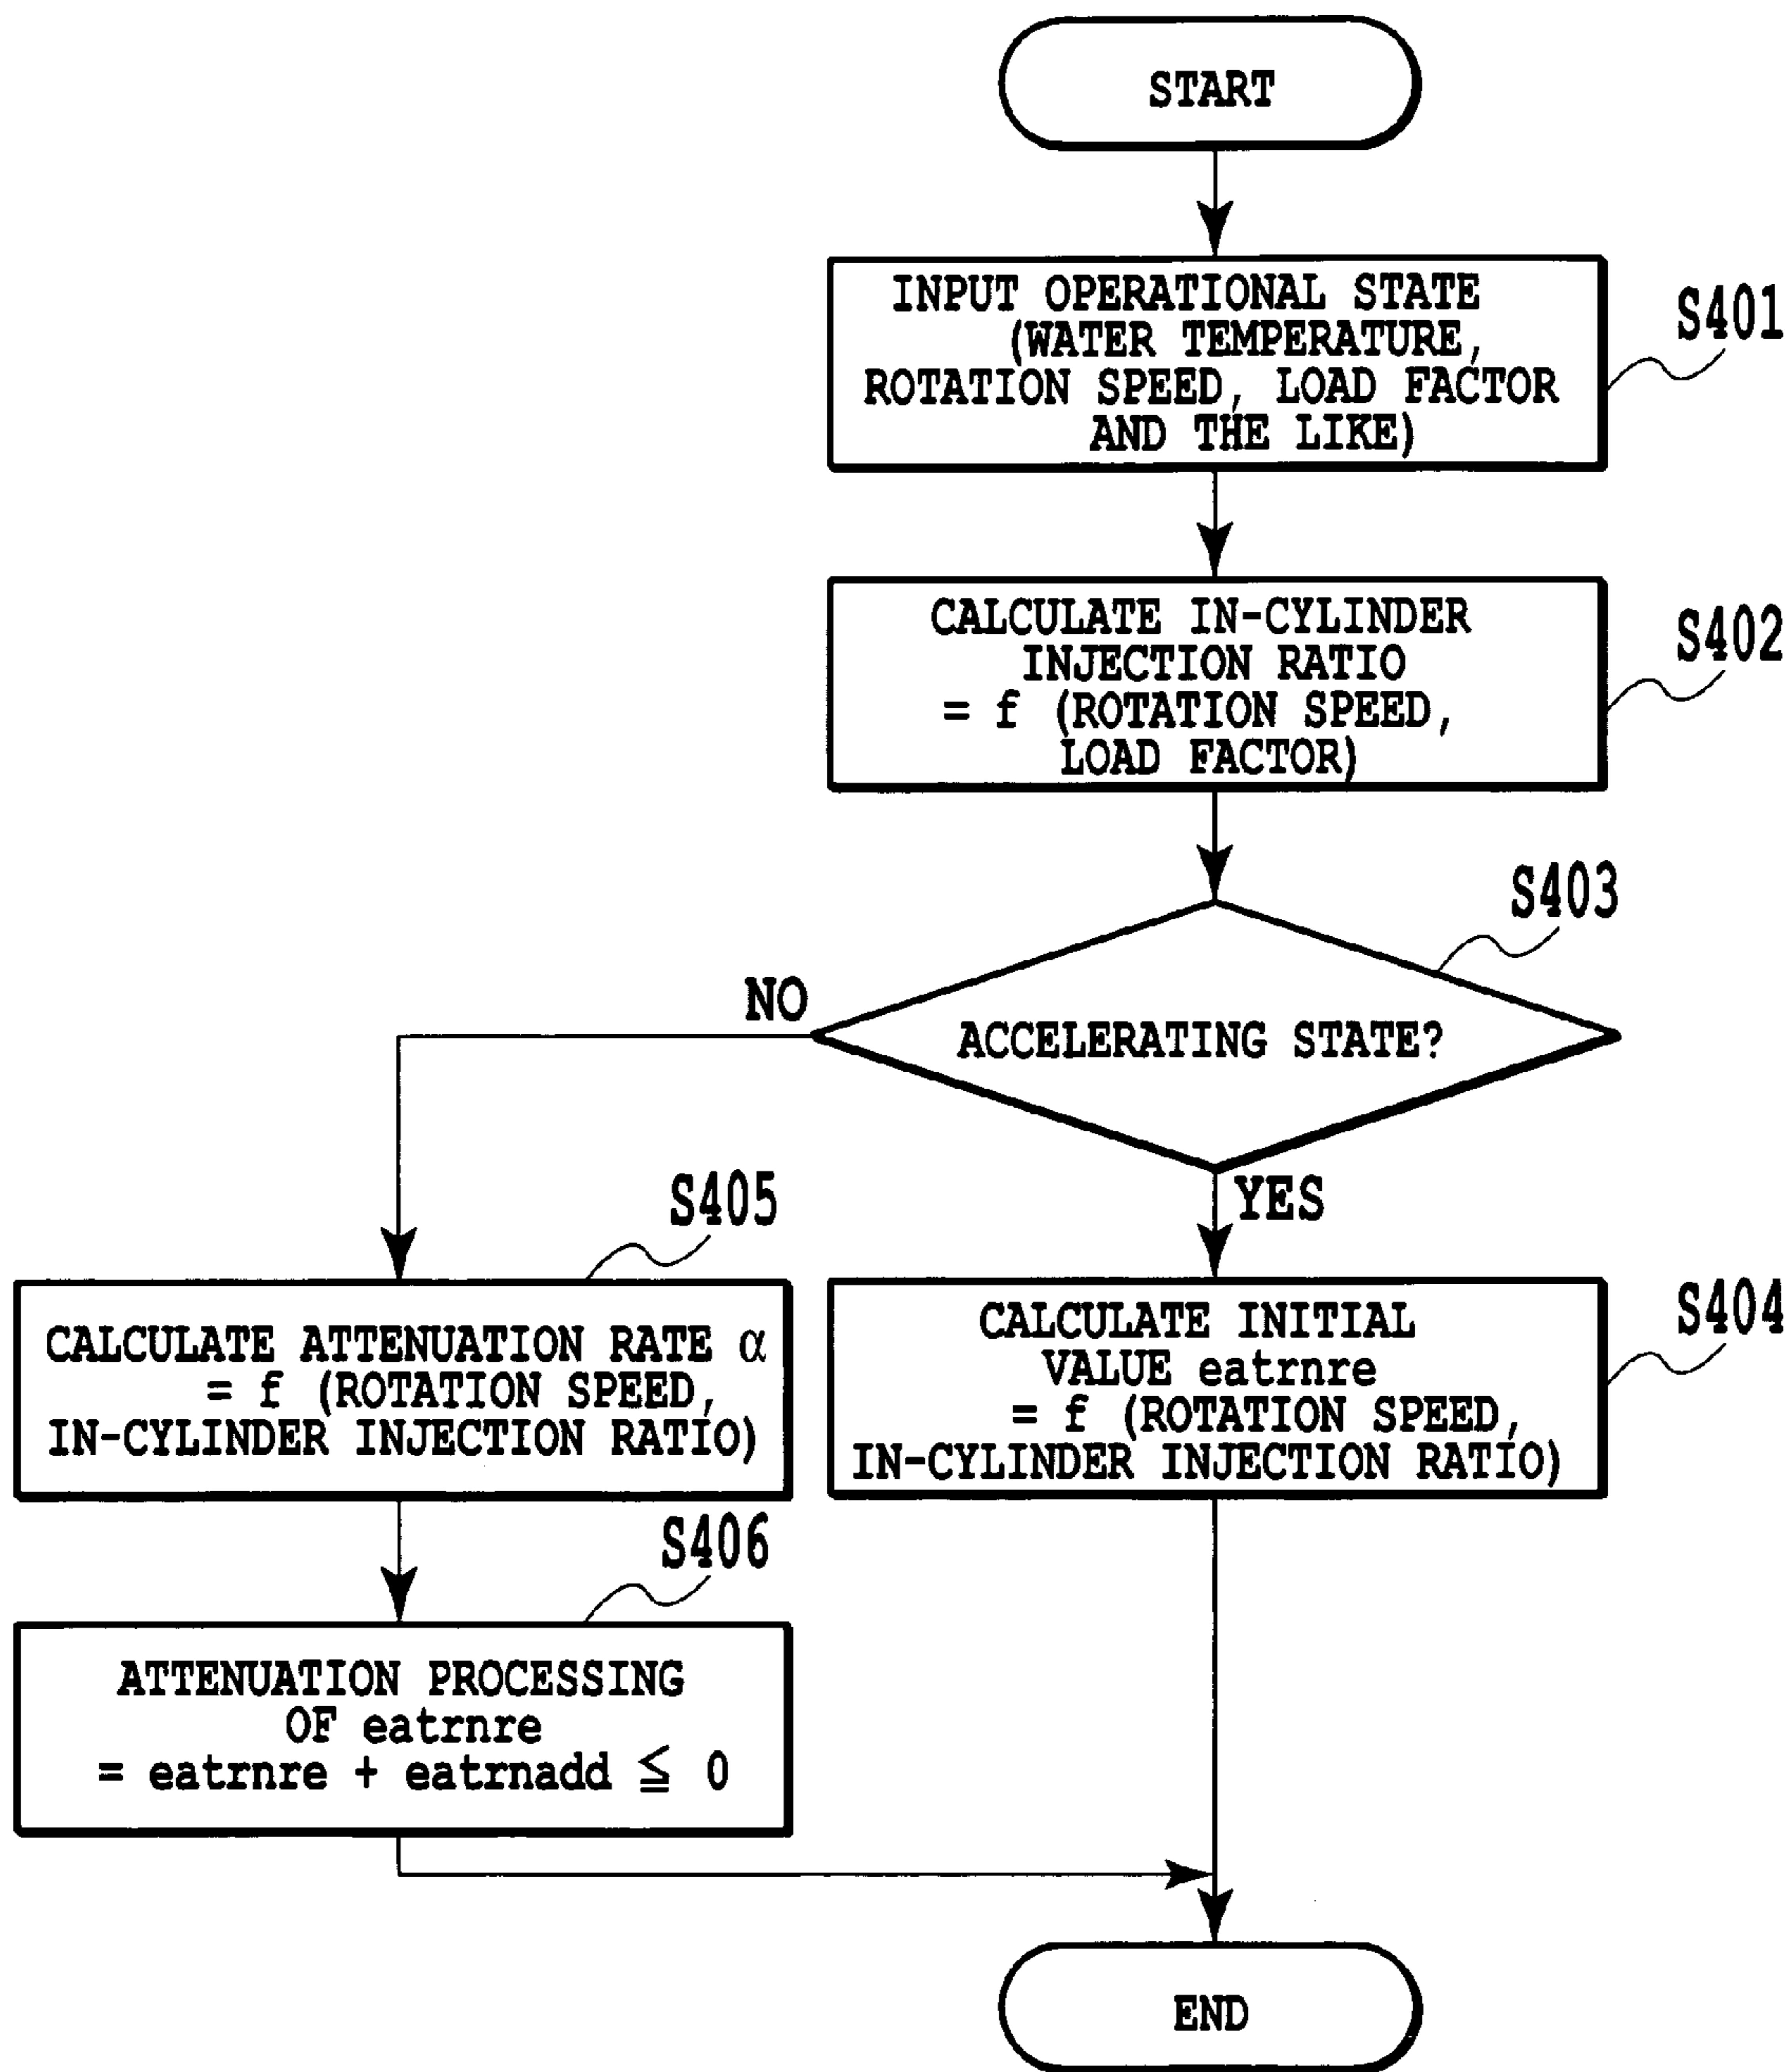 START
INPUT OPERATIONAL STATE
(WATER TEMPERATURE,
ROTATION SPEED, LOAD FACTOR
AND THE LIKE)
S401
CALCULATE IN-CYLINDER
INJECTION RATIO
= f (ROTATION SPEED,
LOAD FACTOR)
S402
S403
ACCELERATING STATE?
NO
YES
S405
CALCULATE ATTENUATION RATE α
= f (ROTATION SPEED,
IN-CYLINDER INJECTION RATIO)
CALCULATE INITIAL
VALUE eatrnre
= f (ROTATION SPEED,
IN-CYLINDER INJECTION RATIO)
S404
S406
ATTENUATION PROCESSING
OF eatrnre
= eatrnre + eatrnadd ≦ 0
END